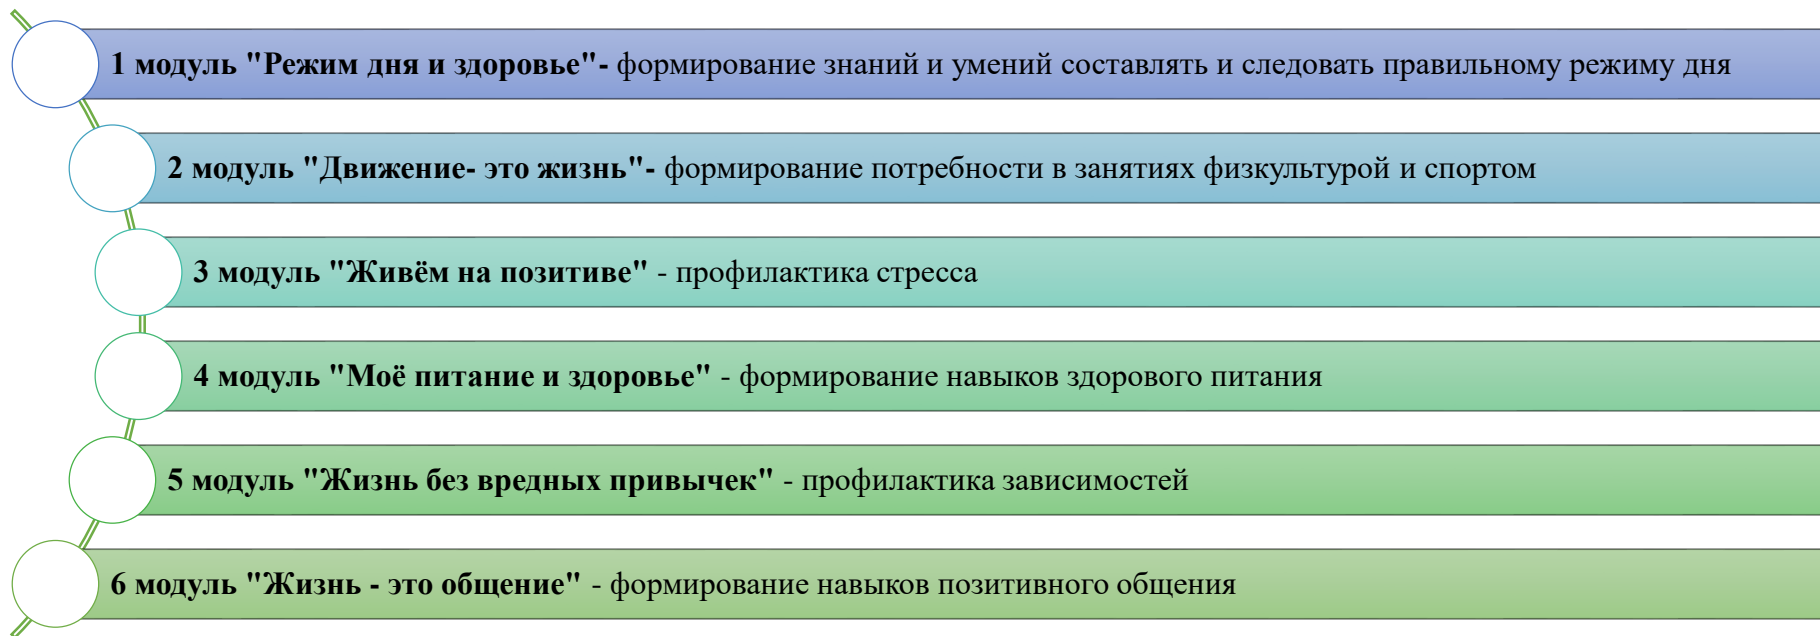 1 модуль "Режим дня и здоровье"- формирование знаний и умений составлять и следовать правильному режиму дня
2 модуль "Движение- это жизнь"- формирование потребности в занятиях физкультурой и спортом
3 модуль "Живём на позитиве" - профилактика стресса
4 модуль "Моё питание и здоровье" - формирование навыков здорового питания
5 модуль "Жизнь без вредных привычек" - профилактика зависимостей
6 модуль "Жизнь - это общение" - формирование навыков позитивного общения